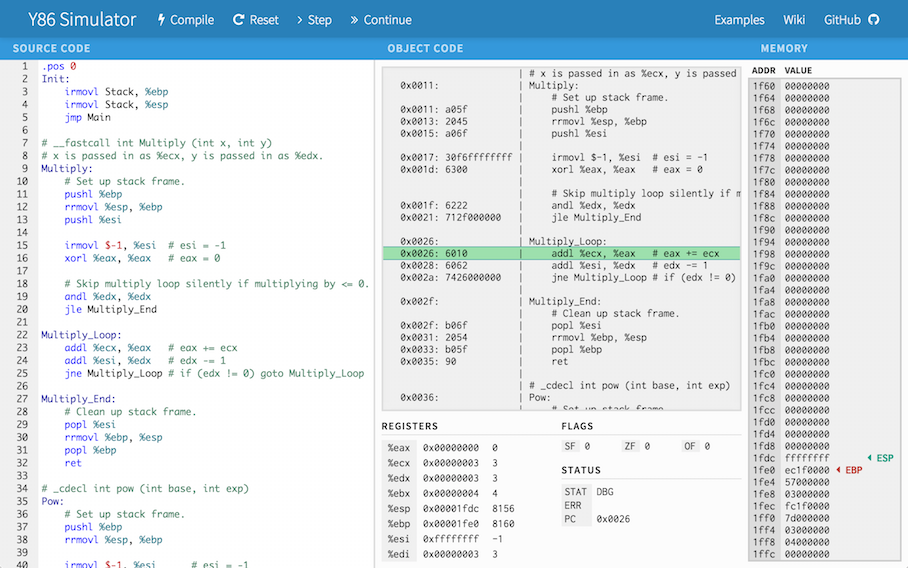 Y86 Simulator Compile Reset Step Continue Examples Wiki GitHub
SOURCE CODE
1 .pos 0
2 Init:
3 irmovl Stack, %ebp
4 irmovl Stack, %esp
5 jmp Main
6
7 # __fastcall int Multiply (int x, int y)
8 # x is passed in as %ecx, y is passed in as %edx.
9 Multiply:
10 # Set up stack frame.
11 pushl %ebp
12 rrmovl %esp, %ebp
13 pushl %esi
14
15 irmovl $-1, %esi # esi = -1
16 xorl %eax, %eax # eax = 0
17
18 # Skip multiply loop silently if multiplying by <= 0.
19 andl %edx, %edx
20 jle Multiply_End
21
22 Multiply_Loop:
23 addl %ecx, %eax # eax += ecx
24 addl %esi, %edx # edx -= 1
25 jne Multiply_Loop # if (edx != 0) goto Multiply_Loop
26
27 Multiply_End:
28 # Clean up stack frame.
29 popl %esi
30 rrmovl %ebp, %esp
31 popl %ebp
32 ret
33
34 # _cdecl int pow (int base, int exp)
35 Pow:
36 # Set up stack frame.
37 pushl %ebp
38 rrmovl %esp, %ebp
39
40 irmovl $-1, %esi # esi = -1
OBJECT CODE
| # x is passed in as %ecx, y is passed
0x0011: | Multiply:
| # Set up stack frame.
0x0011: a05f | pushl %ebp
0x0013: 2045 | rrmovl %esp, %ebp
0x0015: a06f | pushl %esi
|
0x0017: 30f6ffffffff | irmovl $-1, %esi # esi = -1
0x001d: 6300 | xorl %eax, %eax # eax = 0
|
| # Skip multiply loop silently if m
0x001f: 6222 | andl %edx, %edx
0x0021: 712f000000 | jle Multiply_End
|
0x0026: | Multiply_Loop:
0x0026: 6010 | addl %ecx, %eax # eax += ecx
0x0028: 6062 | addl %esi, %edx # edx -= 1
0x002a: 7426000000 | jne Multiply_Loop # if (edx != 0)
|
0x002f: | Multiply_End:
| # Clean up stack frame.
0x002f: b06f | popl %esi
0x0031: 2054 | rrmovl %ebp, %esp
0x0033: b05f | popl %ebp
0x0035: 90 | ret
|
| # _cdecl int pow (int base, int exp)
0x0036: | Pow:
| # Set up stack frame
REGISTERS
%eax 0x00000000 0
%ecx 0x00000003 3
%edx 0x00000003 3
%ebx 0x00000004 4
%esp 0x00001fdc 8156
%ebp 0x00001fe0 8160
%esi 0xffffffff -1
%edi 0x00000003 3
FLAGS
SF 0 ZF 0 OF 0
STATUS
STAT DBG
ERR
PC 0x0026
MEMORY
ADDR VALUE
1f60 00000000
1f64 00000000
1f68 00000000
1f6c 00000000
1f70 00000000
1f74 00000000
1f78 00000000
1f7c 00000000
1f80 00000000
1f84 00000000
1f88 00000000
1f8c 00000000
1f90 00000000
1f94 00000000
1f98 00000000
1f9c 00000000
1fa0 00000000
1fa4 00000000
1fa8 00000000
1fac 00000000
1fb0 00000000
1fb4 00000000
1fb8 00000000
1fbc 00000000
1fc0 00000000
1fc4 00000000
1fc8 00000000
1fcc 00000000
1fd0 00000000
1fd4 00000000
1fd8 00000000
1fdc ffffffff ESP
1fe0 ec1f0000 EBP
1fe4 57000000
1fe8 03000000
1fec fc1f0000
1ff0 7d000000
1ff4 03000000
1ff8 04000000
1ffc 00000000